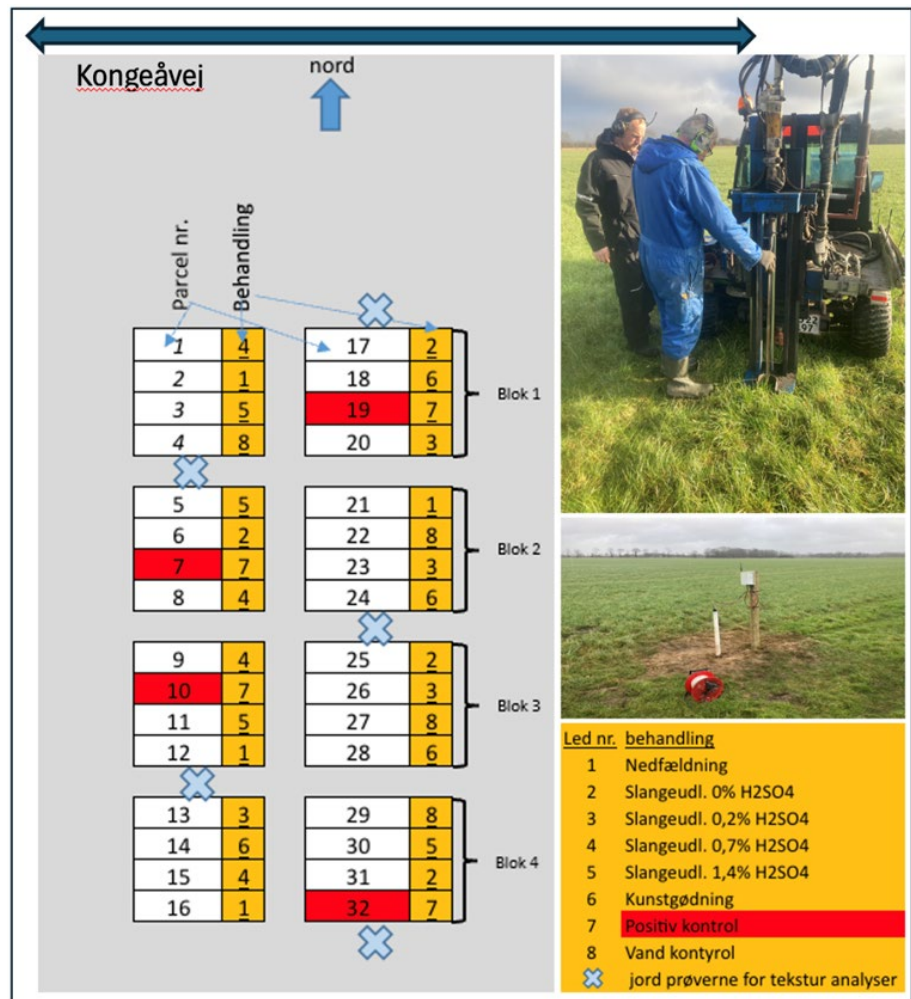 Kongeåvej
nord
Parcel nr.
Behandling
1 4 17 2
2 1 18 6
3 5 19 7
4 8 20 3
Blok 1
5 5 21 1
6 2 22 8
7 7 23 3
8 4 24 6
Blok 2
9 4 25 2
10 7 26 3
11 5 27 8
12 1 28 6
Blok 3
13 3 29 8
14 6 30 5
15 4 31 2
16 1 32 7
Blok 4
Led nr. behandling
1 Nedfældning
2 Slangeudl. 0% H2SO4
3 Slangeudl. 0,2% H2SO4
4 Slangeudl. 0,7% H2SO4
5 Slangeudl. 1,4% H2SO4
6 Kunstgødning
7 Positiv kontrol
8 Vand kontyrol
jord prøverne for tekstur analyser